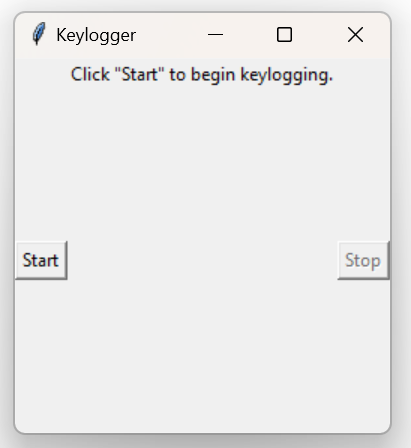 Keylogger
Click "Start" to begin keylogging.
Start
Stop